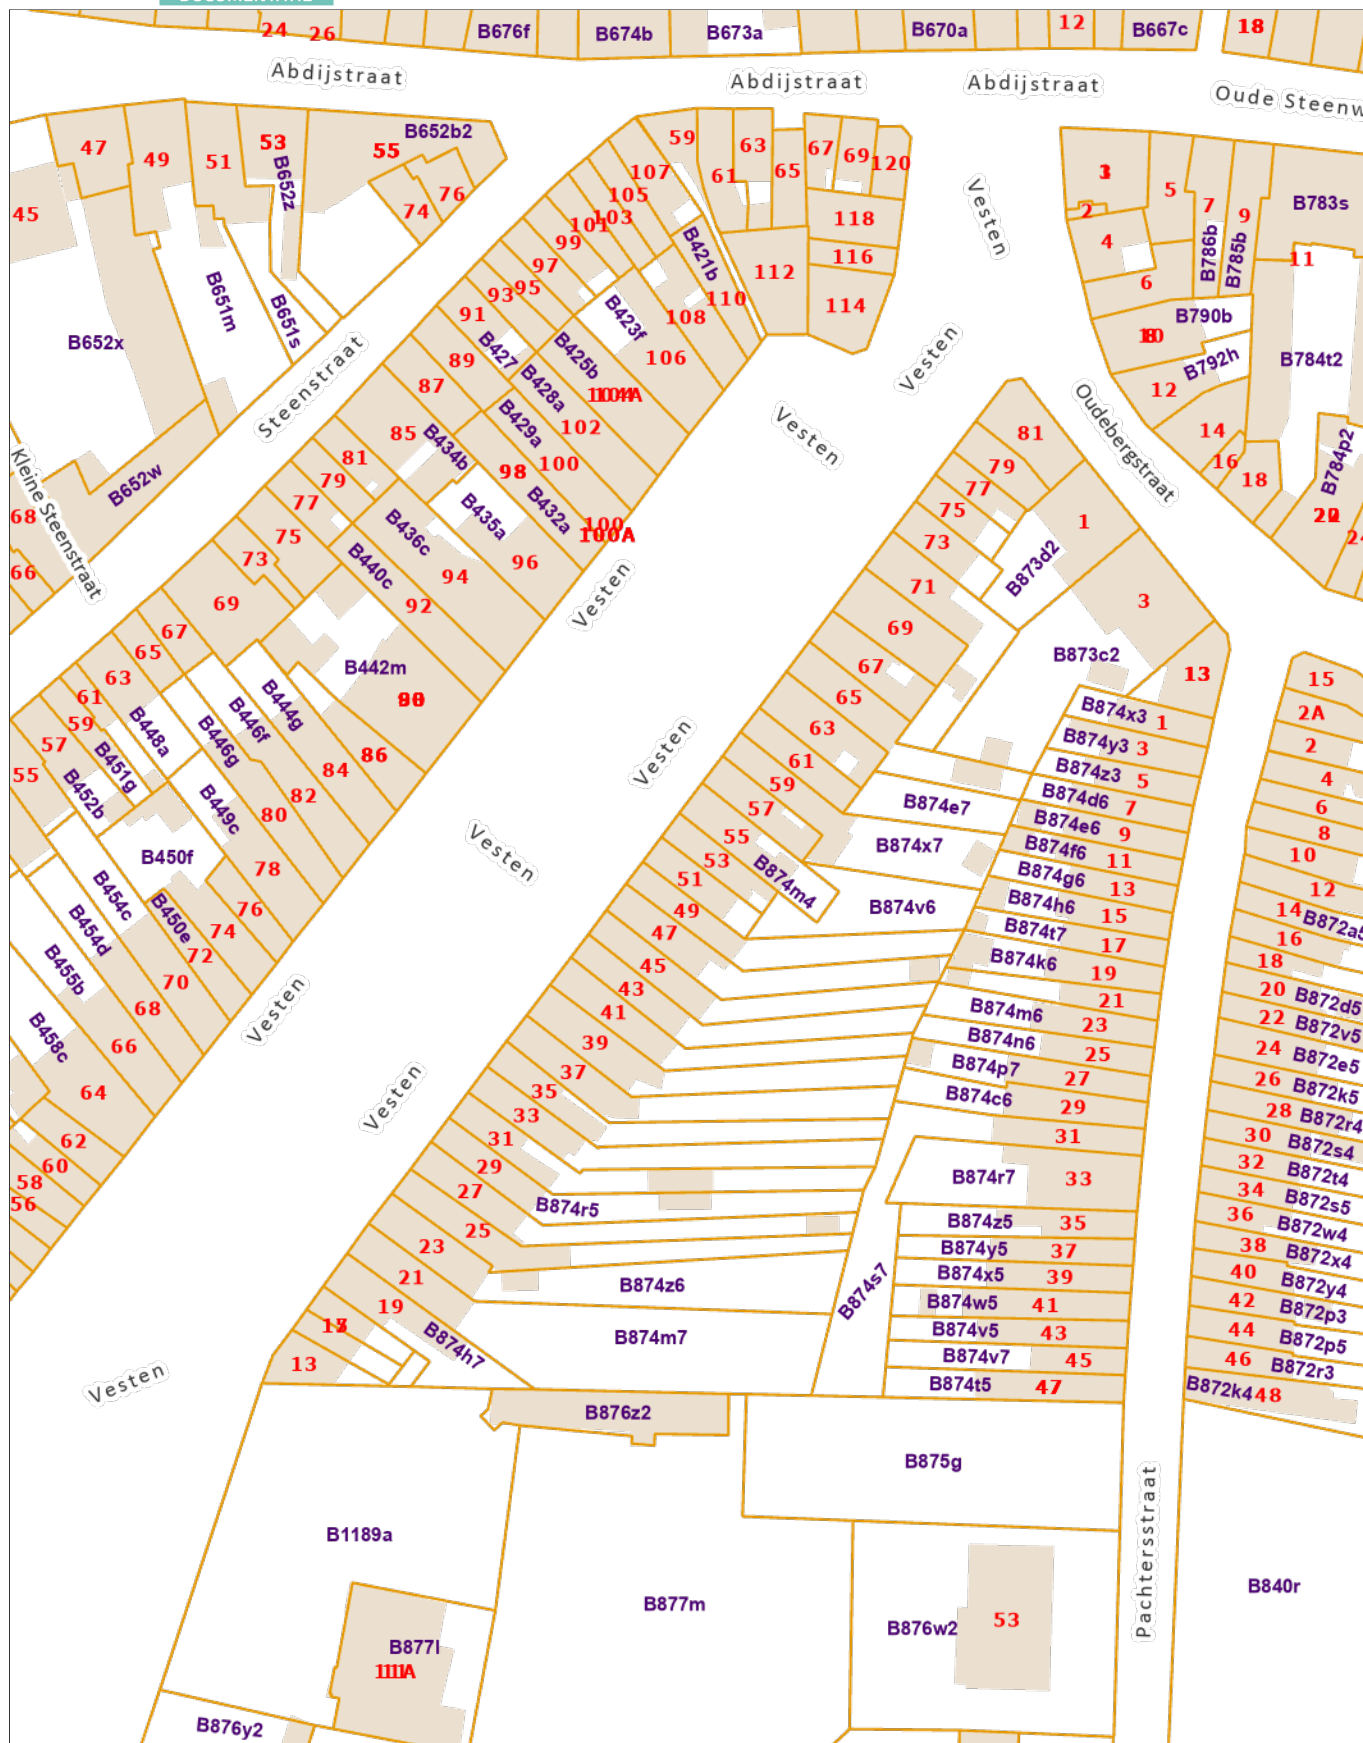 24
26
B676f
B674b
B673a
B670a
12
B667c
18
Abdijstraat
Abdijstraat
Abdijstraat
Oude Steenw
47
49
51
53
B652z
55
B652b2
76
74
45
B651m
B651s
B652x
B652w
Steenstraat
Kleine Steenstraat
68
66
59
107
105
103
101
99
97
95
93
91
89
87
85
81
79
77
75
73
69
67
65
63
61
59
57
55
61
63
65
67
69
120
118
116
114
112
110
B421b
108
106
B423f
B425b
104A
102
B427
B428a
B429a
100
98
B432a
100
100A
B434b
B435a
96
B436c
94
B440c
92
B442m
90
86
84
82
80
78
76
74
72
70
68
66
64
62
60
58
56
B444g
B446f
B446g
B448a
B449c
B451g
B452b
B450f
B450e
B454c
B454d
B455b
B458c
Vesten
Vesten
Vesten
Vesten
Vesten
Vesten
Vesten
Vesten
Vesten
3
2
4
5
6
7
9
B786b
B785b
B783s
11
B790b
10
B792h
B784t2
12
14
16
18
B784p2
22
24
Oudebergstraat
81
79
77
75
73
71
69
67
65
63
61
59
57
55
53
51
49
47
45
43
41
39
37
35
33
31
29
27
25
23
21
19
13
1
3
13
B873d2
B873c2
B874x3
1
B874y3
3
B874z3
5
B874d6
7
B874e6
9
B874f6
11
B874g6
13
B874h6
15
B874t7
17
B874k6
19
21
B874m6
23
B874n6
25
B874p7
27
B874c6
29
31
B874r7
33
B874z5
35
B874y5
37
B874x5
39
B874w5
41
B874v5
43
B874v7
45
B874t5
47
B874e7
B874x7
B874m4
B874v6
B874r5
B874z6
B874m7
B874h7
B874s7
15
2A
2
4
6
8
10
12
14
B872a5
16
18
20
B872d5
22
B872v5
24
B872e5
26
B872k5
28
B872r4
30
B872s4
32
B872t4
34
B872s5
36
B872w4
38
B872x4
40
B872y4
42
B872p3
44
B872p5
46
B872r3
B872k4
48
B876z2
B875g
B1189a
B877m
B876w2
53
B877l
11A
B876y2
B840r
Pachtersstraat